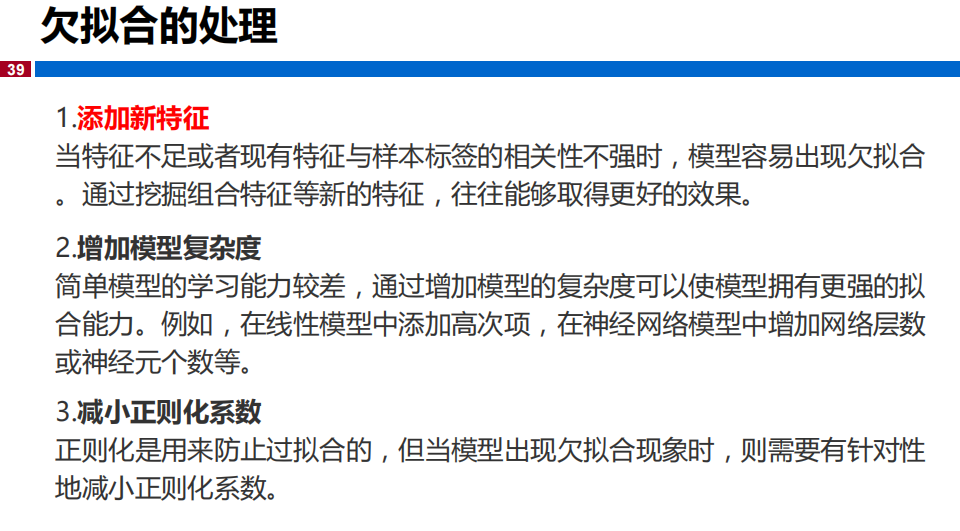 欠拟合的处理
39
1.添加新特征
当特征不足或者现有特征与样本标签的相关性不强时，模型容易出现欠拟合
。通过挖掘组合特征等新的特征，往往能够取得更好的效果。
2.增加模型复杂度
简单模型的学习能力较差，通过增加模型的复杂度可以使模型拥有更强的拟
合能力。例如，在线性模型中添加高次项，在神经网络模型中增加网络层数
或神经元个数等。
3.减小正则化系数
正则化是用来防止过拟合的，但当模型出现欠拟合现象时，则需要有针对性
地减小正则化系数。